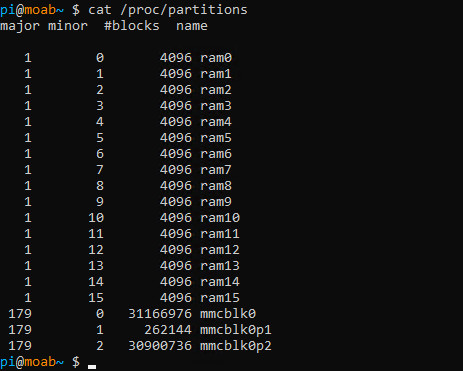 pi@moab~ $ cat /proc/partitions
major minor  #blocks  name

   1        0       4096 ram0
   1        1       4096 ram1
   1        2       4096 ram2
   1        3       4096 ram3
   1        4       4096 ram4
   1        5       4096 ram5
   1        6       4096 ram6
   1        7       4096 ram7
   1        8       4096 ram8
   1        9       4096 ram9
   1       10       4096 ram10
   1       11       4096 ram11
   1       12       4096 ram12
   1       13       4096 ram13
   1       14       4096 ram14
   1       15       4096 ram15
 179        0   31166976 mmcblk0
 179        1     262144 mmcblk0p1
 179        2   30900736 mmcblk0p2
pi@moab~ $